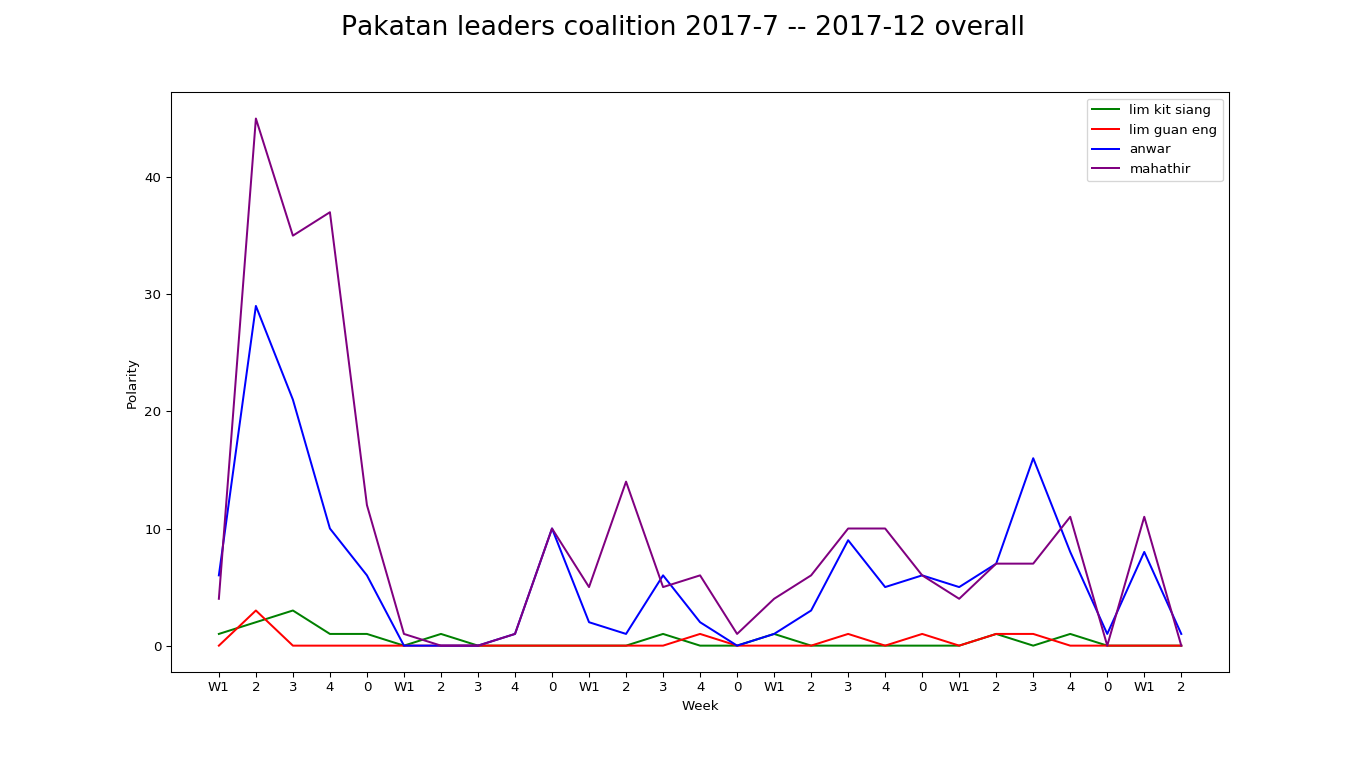 Pakatan leaders coalition 2017-7 -- 2017-12 overall
lim kit siang
lim guan eng
anwar
mahathir
Polarity
40
30
20
10
0
W1 2 3 4 0 W1 2 3 4 0 W1 2 3 4 0 W1 2 3 4 0 W1 2 3 4 0 W1 2
Week